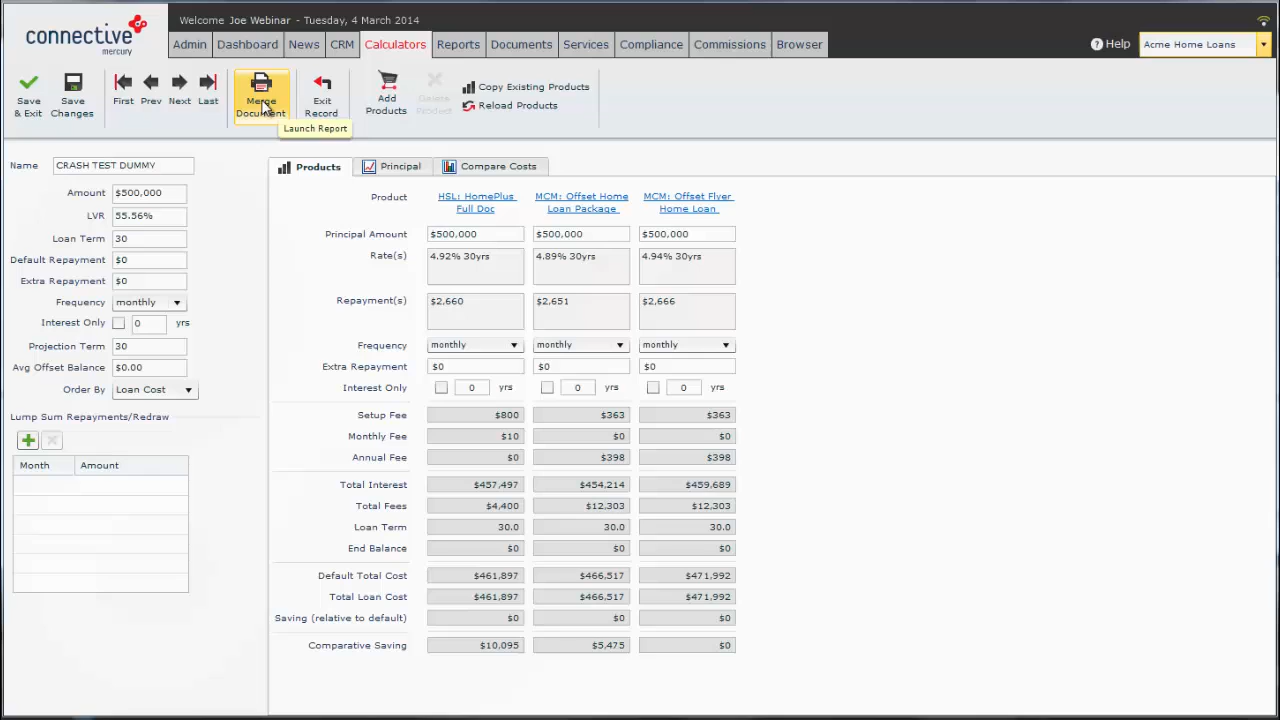 connective
mercury
Welcome Joe Webinar - Tuesday, 4 March 2014
Admin Dashboard News CRM Calculators Reports Documents Services Compliance Commissions Browser
Help
Acme Home Loans
Save & Exit
Save Changes
First Prev Next Last
Merge Document
Exit Record
Add Products
Delete Product
Copy Existing Products
Reload Products
Launch Report
Name CRASH TEST DUMMY
Amount $500,000
LVR 55.56%
Loan Term 30
Default Repayment $0
Extra Repayment $0
Frequency monthly
Interest Only 0 yrs
Projection Term 30
Avg Offset Balance $0.00
Order By Loan Cost
Lump Sum Repayments/Redraw
Month Amount
Products Principal Compare Costs
Product HSL: HomePlus Full Doc MCM: Offset Home Loan Package MCM: Offset Flyer Home Loan
Principal Amount $500,000 $500,000 $500,000
Rate(s) 4.92% 30yrs 4.89% 30yrs 4.94% 30yrs
Repayment(s) $2,660 $2,651 $2,666
Frequency monthly monthly monthly
Extra Repayment $0 $0 $0
Interest Only 0 yrs 0 yrs 0 yrs
Setup Fee $800 $363 $363
Monthly Fee $10 $0 $0
Annual Fee $0 $398 $398
Total Interest $457,497 $454,214 $459,689
Total Fees $4,400 $12,303 $12,303
Loan Term 30.0 30.0 30.0
End Balance $0 $0 $0
Default Total Cost $461,897 $466,517 $471,992
Total Loan Cost $461,897 $466,517 $471,992
Saving (relative to default) $0 $0 $0
Comparative Saving $10,095 $5,475 $0